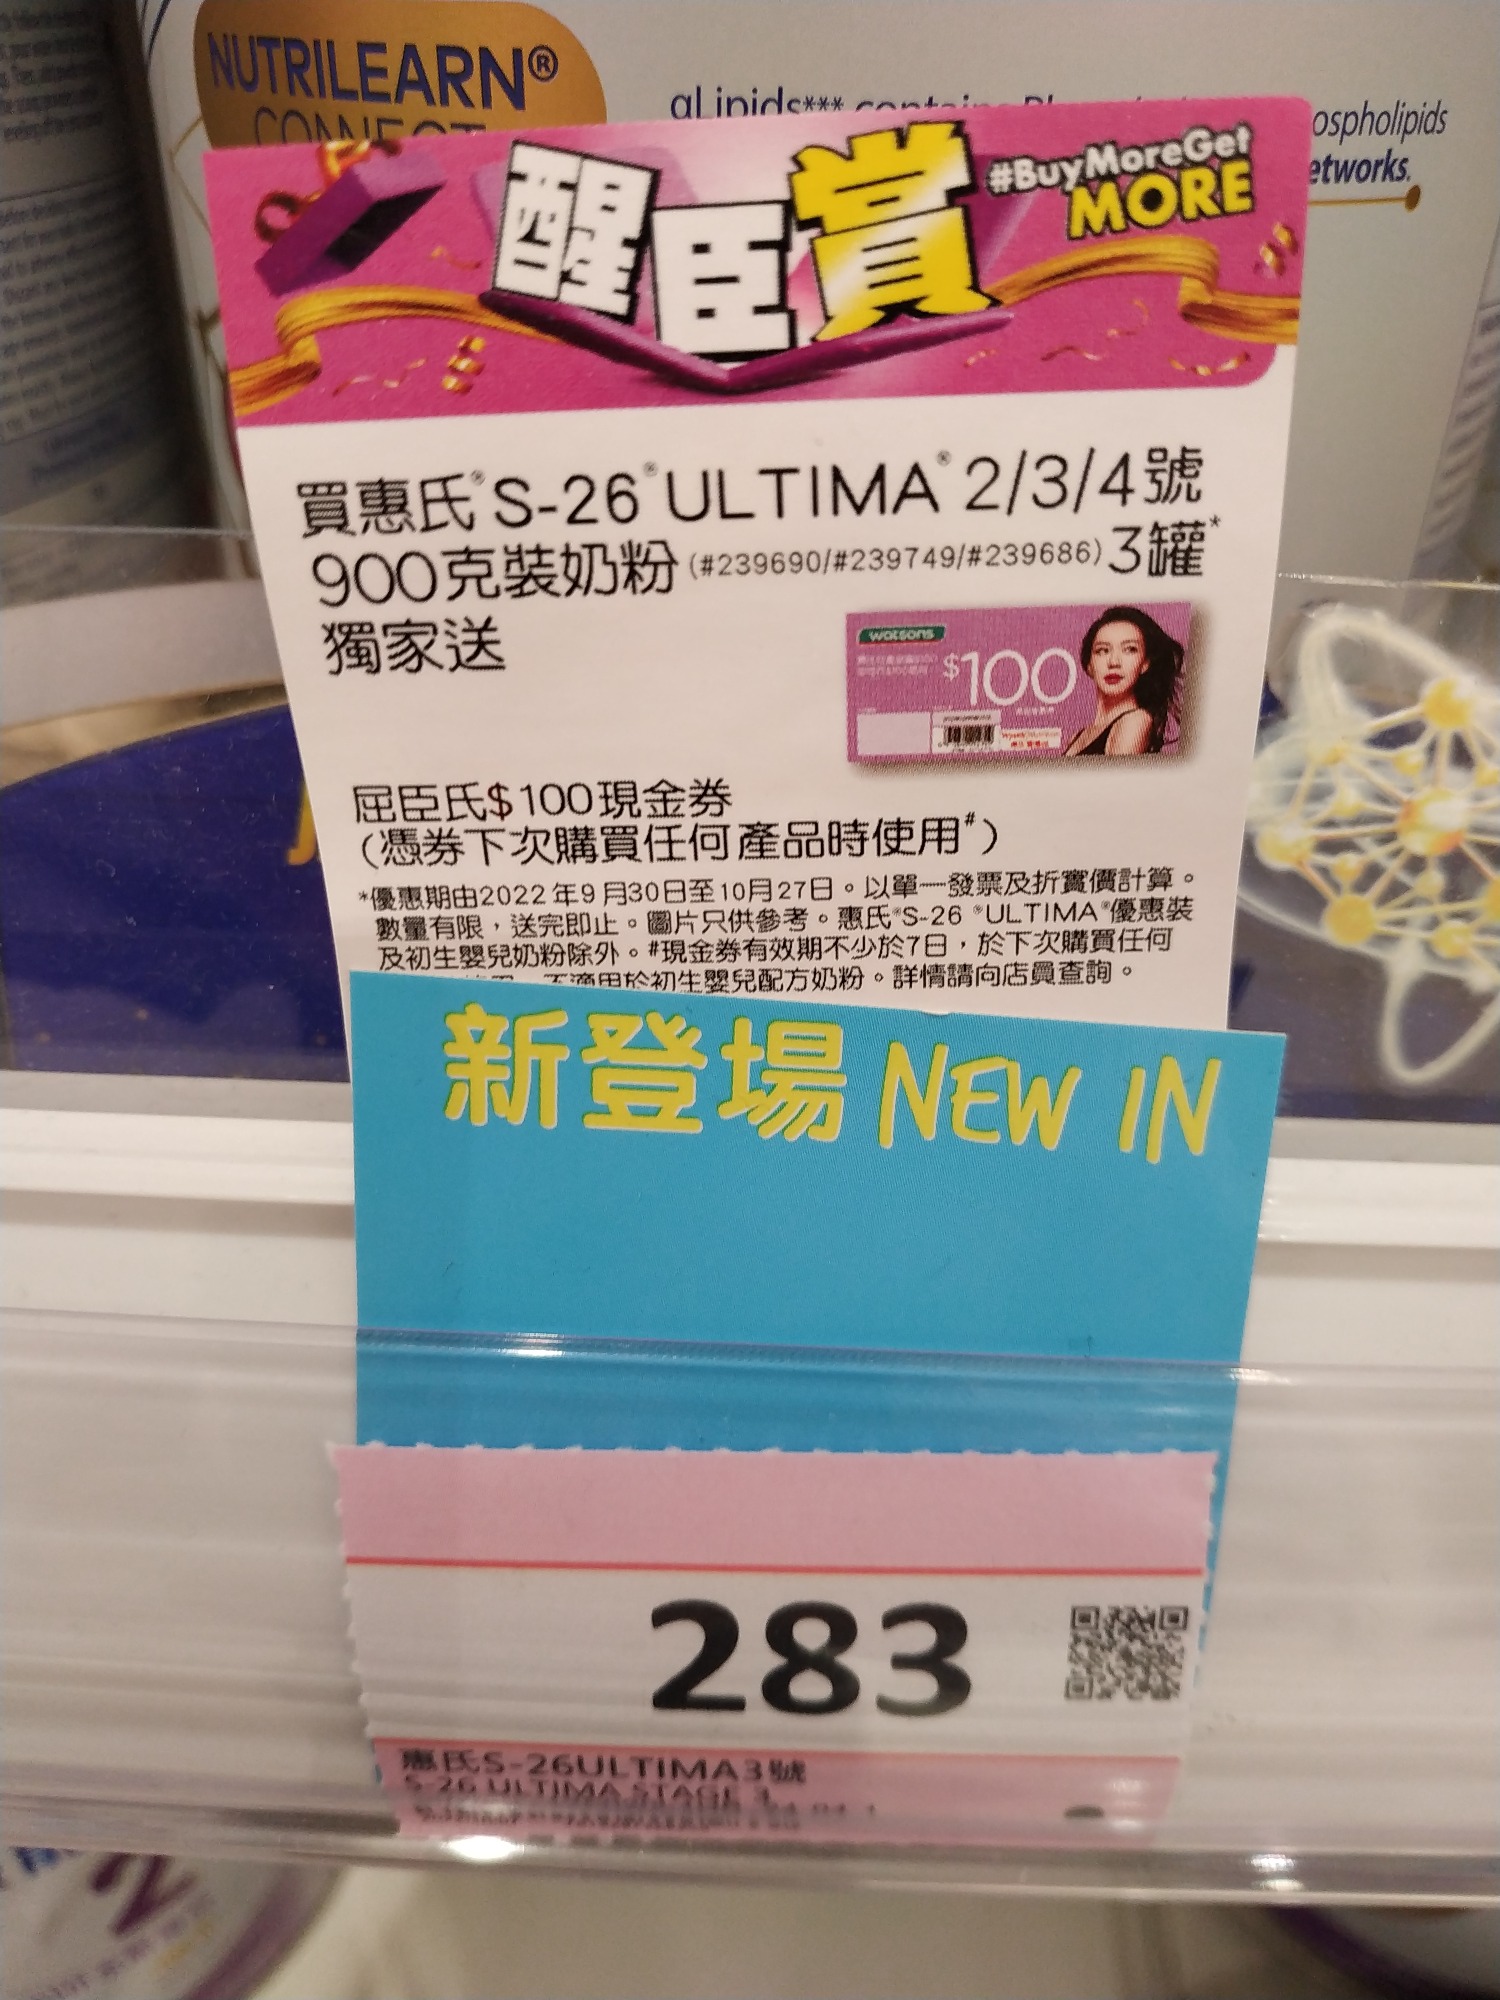 NUTRILEARN®
CONNECT
ospholipids
etworks.
醒臣賞
#BuyMoreGet
MORE
買惠氏®S-26®ULTIMA®2/3/4號
900克裝奶粉(#239690/#239749/#239686)3罐*
獨家送
watsons
$100
屈臣氏$100現金券
(憑券下次購買任何產品時使用#)
*優惠期由2022年9月30日至10月27日。以單一發票及折實價計算。
數量有限，送完即止。圖片只供參考。惠氏®S-26®ULTIMA®優惠裝
及初生嬰兒奶粉除外。#現金券有效期不少於7日，於下次購買任何
不適用於初生嬰兒配方奶粉。詳情請向店員查詢。
新登場 NEW IN
283
惠氏S-26ULTIMA3號
S-26 ULTIMA STAGE 3
2